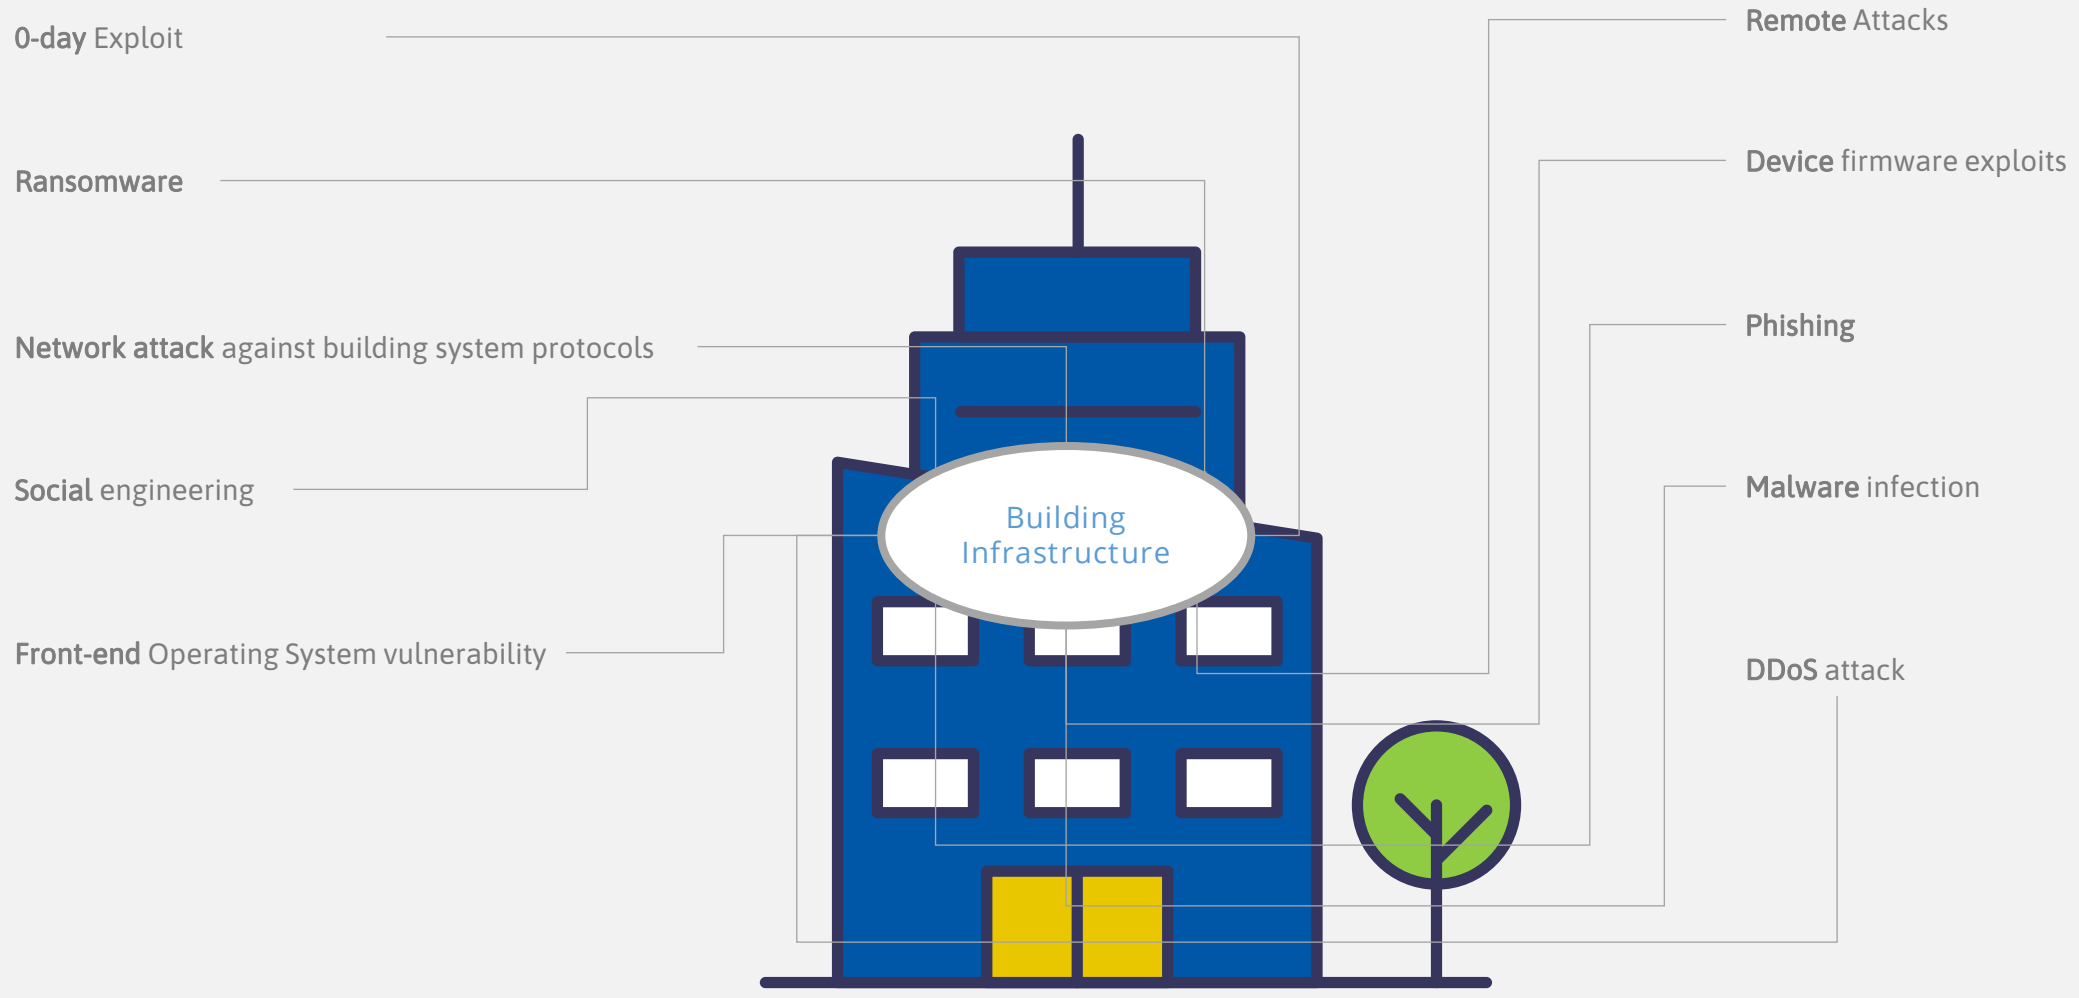 0-day Exploit
Ransomware
Network attack against building system protocols
Social engineering
Front-end Operating System vulnerability
Building
Infrastructure
Remote Attacks
Device firmware exploits
Phishing
Malware infection
DDoS attack